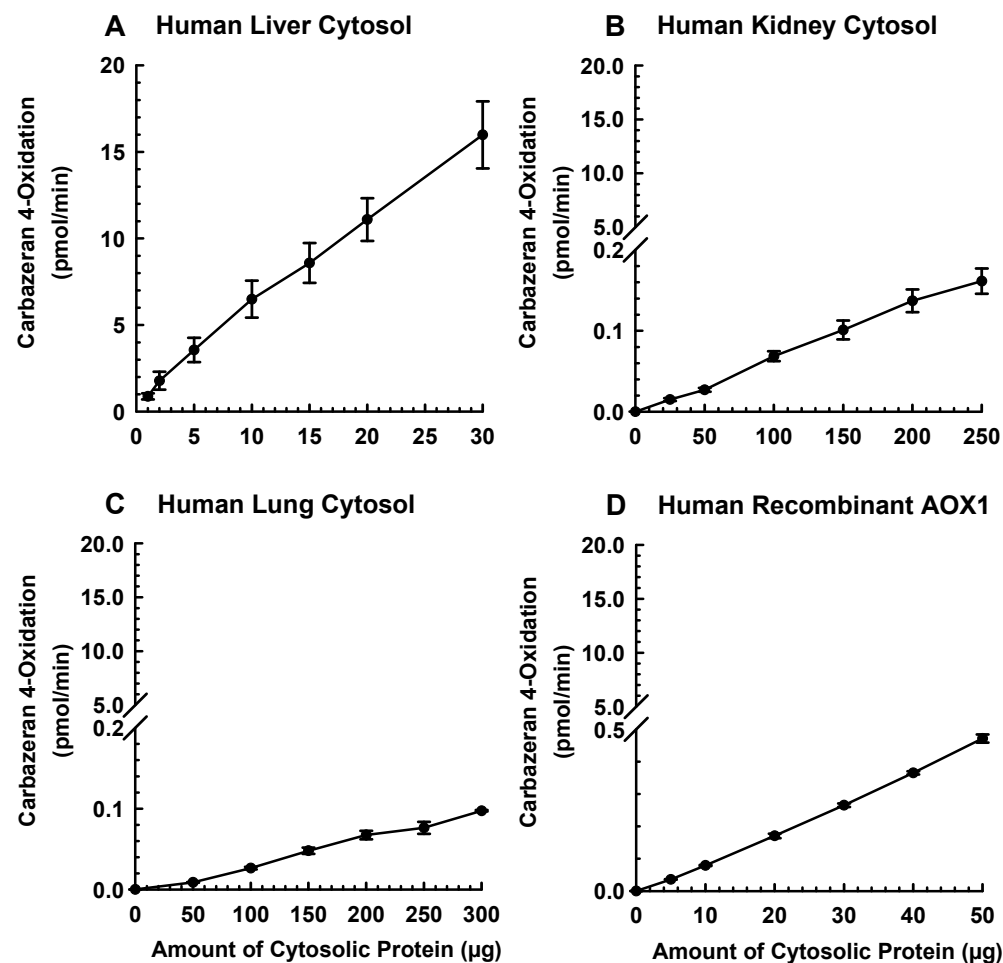 A Human Liver Cytosol
Carbazeran 4-Oxidation
(pmol/min)
20
15
10
5
0
0 5 10 15 20 25 30
B Human Kidney Cytosol
Carbazeran 4-Oxidation
(pmol/min)
20.0
15.0
10.0
5.0
0.2
0.1
0.0
0 50 100 150 200 250
C Human Lung Cytosol
Carbazeran 4-Oxidation
(pmol/min)
20.0
15.0
10.0
5.0
0.2
0.1
0.0
0 50 100 150 200 250 300
Amount of Cytosolic Protein (µg)
D Human Recombinant AOX1
Carbazeran 4-Oxidation
(pmol/min)
20.0
15.0
10.0
5.0
0.5
0.0
0 10 20 30 40 50
Amount of Cytosolic Protein (µg)